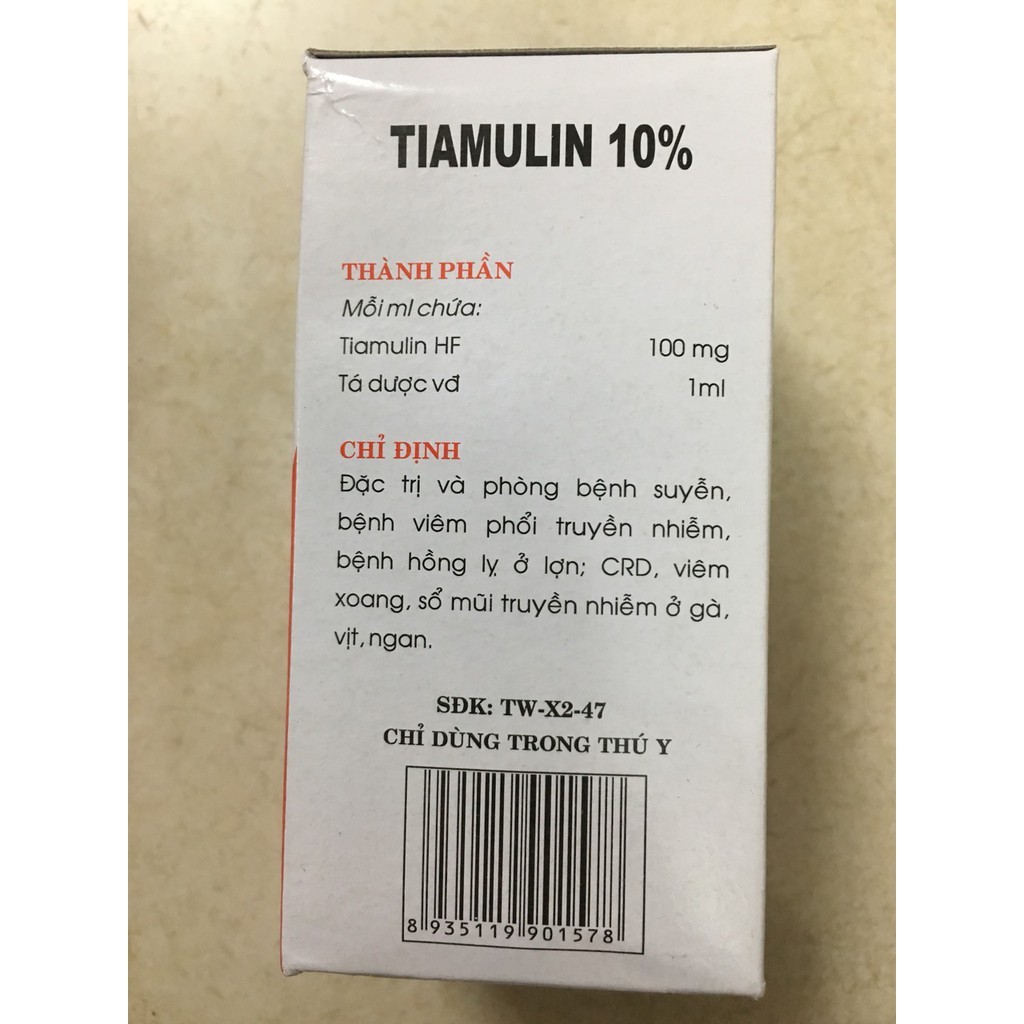 TIAMULIN 10%
THÀNH PHẦN
Mỗi ml chứa:
Tiamulin HF 100 mg
Tá dược vđ 1ml
CHỈ ĐỊNH
Đặc trị và phòng bệnh suyễn,
bệnh viêm phổi truyền nhiễm,
bệnh hồng lỵ ở lợn; CRD, viêm
xoang, sổ mũi truyền nhiễm ở gà,
vịt, ngan.
SĐK: TW-X2-47
CHỈ DÙNG TRONG THÚ Y
8 935119 901578